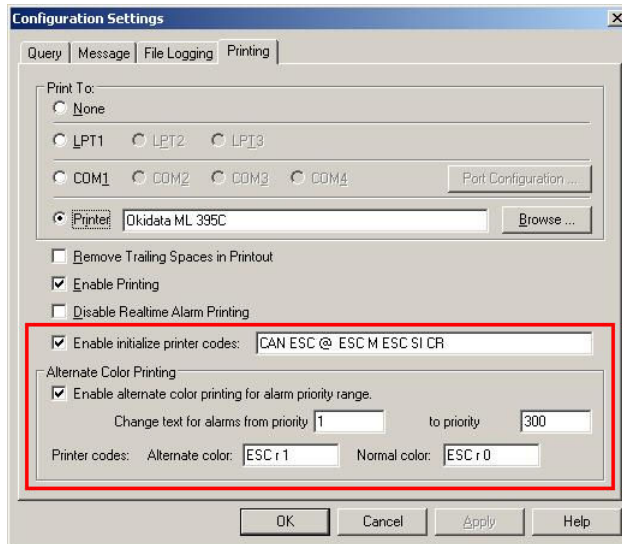 Configuration Settings
Query Message File Logging Printing
Print To:
None
LPT1 LPT2 LPT3
COM1 COM2 COM3 COM4 Port Configuration ...
Printer Okidata ML 395C Browse ...
Remove Trailing Spaces in Printout
Enable Printing
Disable Realtime Alarm Printing
Enable initialize printer codes: CAN ESC @ ESC M ESC SI CR
Alternate Color Printing
Enable alternate color printing for alarm priority range.
Change text for alarms from priority 1 to priority 300
Printer codes: Alternate color: ESC r 1 Normal color: ESC r 0
OK Cancel Apply Help